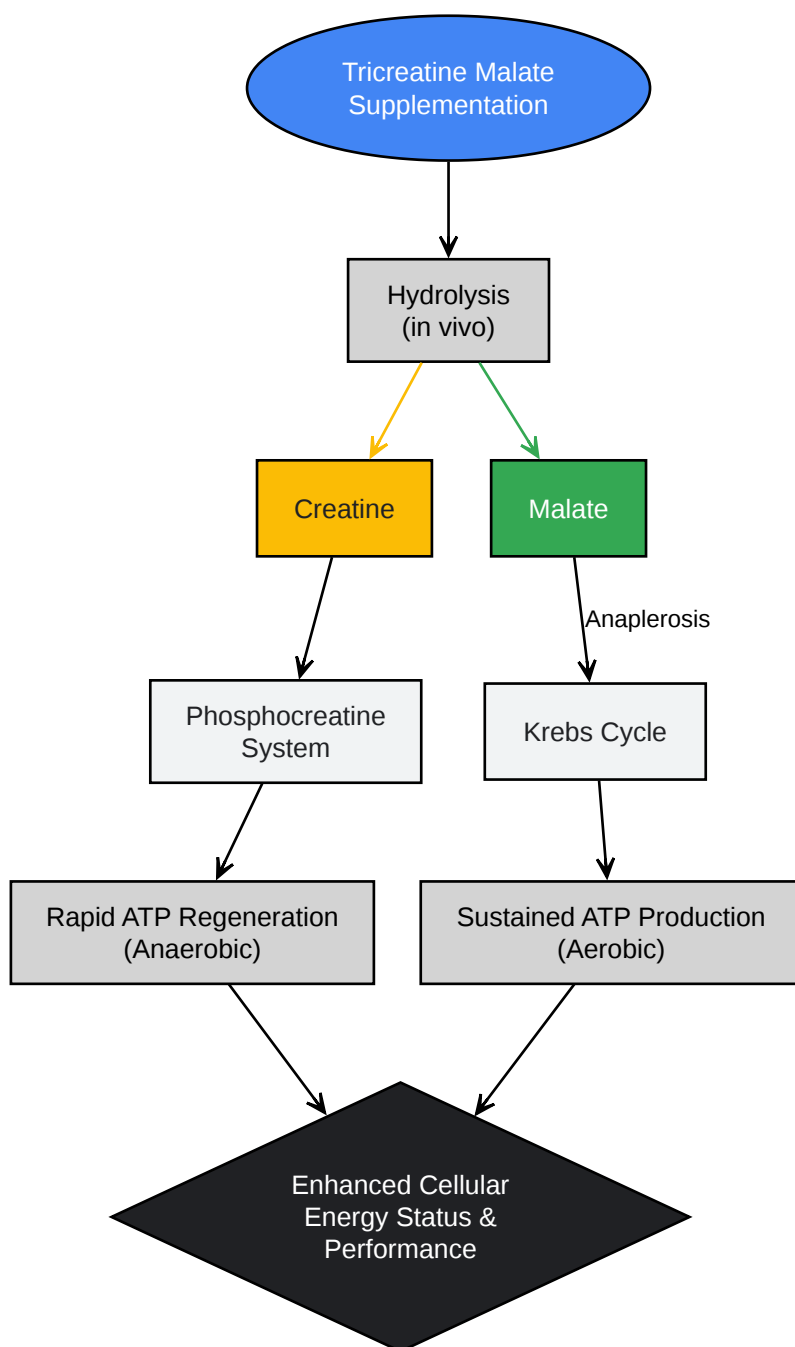 Tricreatine Malate
Supplementation
Hydrolysis
(in vivo)
Creatine
Malate
Anaplerosis
Phosphocreatine
System
Krebs Cycle
Rapid ATP Regeneration
(Anaerobic)
Sustained ATP Production
(Aerobic)
Enhanced Cellular
Energy Status &
Performance